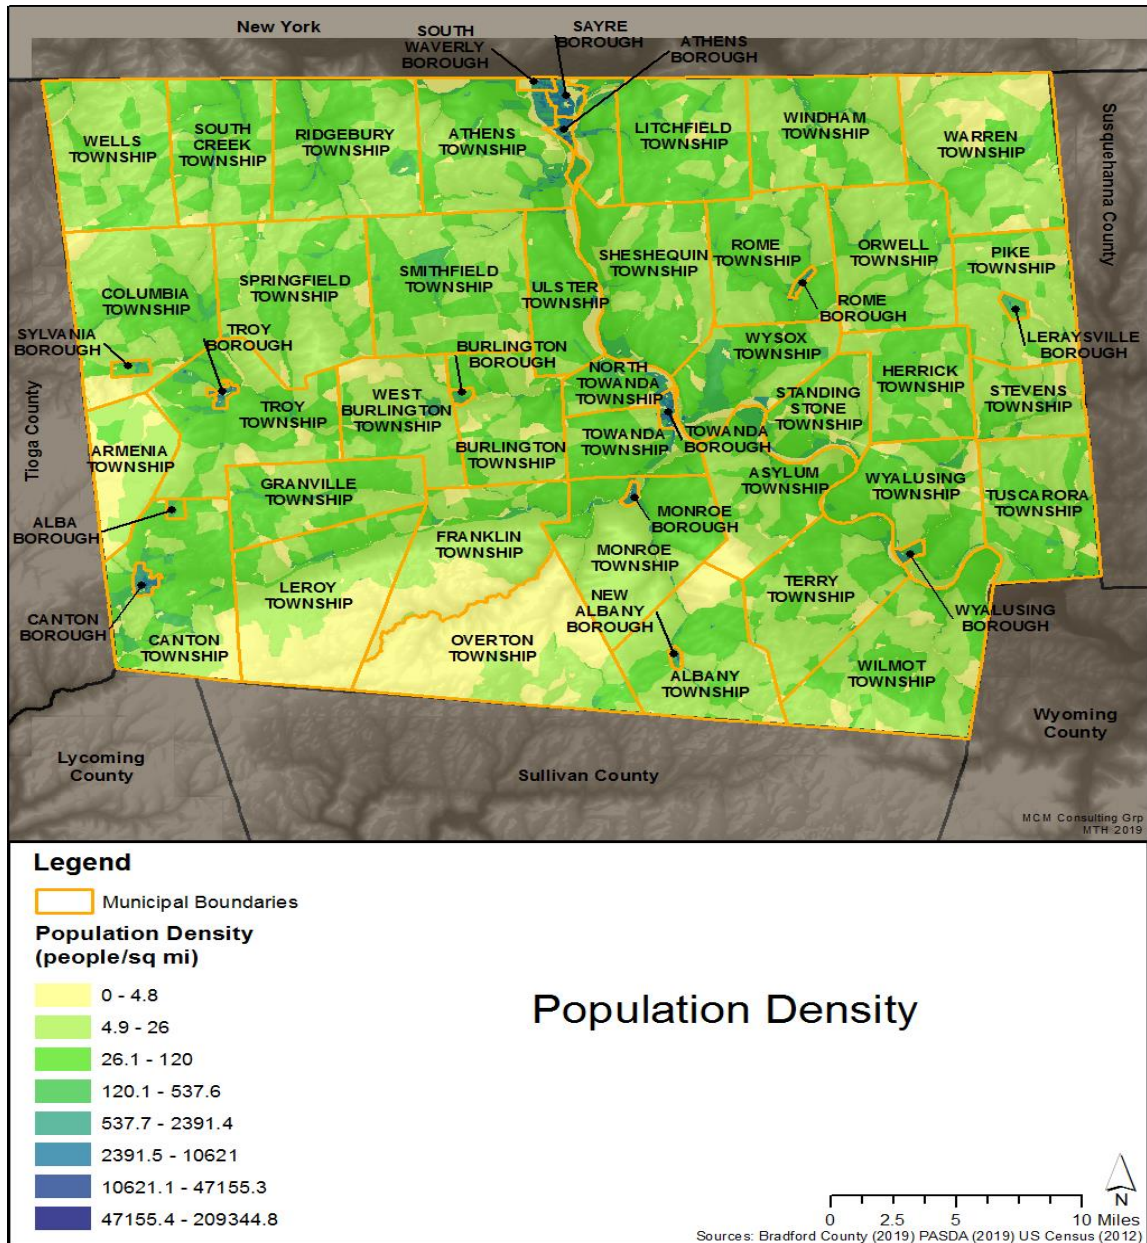 New York
SOUTH
WAVERLY
BOROUGH
SAYRE
BOROUGH
ATHENS
BOROUGH
WELLS
TOWNSHIP
SOUTH
CREEK
TOWNSHIP
RIDGEBURY
TOWNSHIP
ATHENS
TOWNSHIP
LITCHFIELD
TOWNSHIP
WINDHAM
TOWNSHIP
WARREN
TOWNSHIP
Susquehanna County
COLUMBIA
TOWNSHIP
SPRINGFIELD
TOWNSHIP
SMITHFIELD
TOWNSHIP
ULSTER
TOWNSHIP
SHESHEQUIN
TOWNSHIP
ROME
TOWNSHIP
ORWELL
TOWNSHIP
PIKE
TOWNSHIP
ROME
BOROUGH
LERAYSVILLE
BOROUGH
SYLVANIA
BOROUGH
TROY
BOROUGH
BURLINGTON
BOROUGH
WYSOX
TOWNSHIP
NORTH
TOWANDA
TOWNSHIP
HERRICK
TOWNSHIP
STEVENS
TOWNSHIP
Tioga County
TROY
TOWNSHIP
WEST
BURLINGTON
TOWNSHIP
STANDING
STONE
TOWNSHIP
TOWANDA
BOROUGH
TOWANDA
TOWNSHIP
BURLINGTON
TOWNSHIP
ARMENIA
TOWNSHIP
GRANVILLE
TOWNSHIP
ASYLUM
TOWNSHIP
WYALUSING
TOWNSHIP
TUSCARORA
TOWNSHIP
ALBA
BOROUGH
MONROE
BOROUGH
FRANKLIN
TOWNSHIP
MONROE
TOWNSHIP
LEROY
TOWNSHIP
TERRY
TOWNSHIP
NEW
ALBANY
BOROUGH
WYALUSING
BOROUGH
CANTON
BOROUGH
CANTON
TOWNSHIP
OVERTON
TOWNSHIP
ALBANY
TOWNSHIP
WILMOT
TOWNSHIP
Lycoming
County
Sullivan County
Wyoming
County
MCM Consulting Grp
MTH 2019
Legend
Municipal Boundaries
Population Density
(people/sq mi)
0 - 4.8
4.9 - 26
26.1 - 120
120.1 - 537.6
537.7 - 2391.4
2391.5 - 10621
10621.1 - 47155.3
47155.4 - 209344.8
Population Density
N
0 2.5 5 10 Miles
Sources: Bradford County (2019) PASDA (2019) US Census (2012)